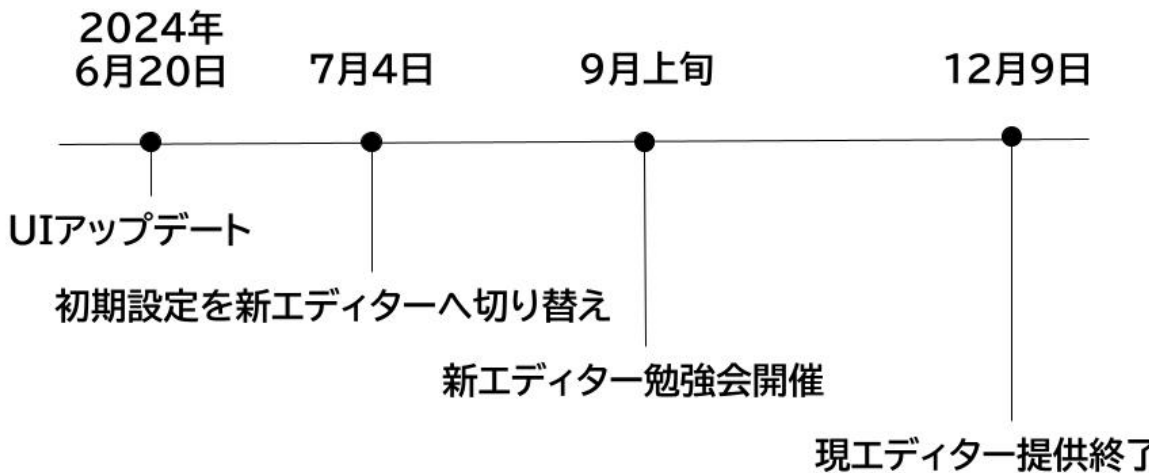 2024年
6月20日
7月4日
9月上旬
12月9日
UIアップデート
初期設定を新エディターへ切り替え
新エディター勉強会開催
現エディター提供終了